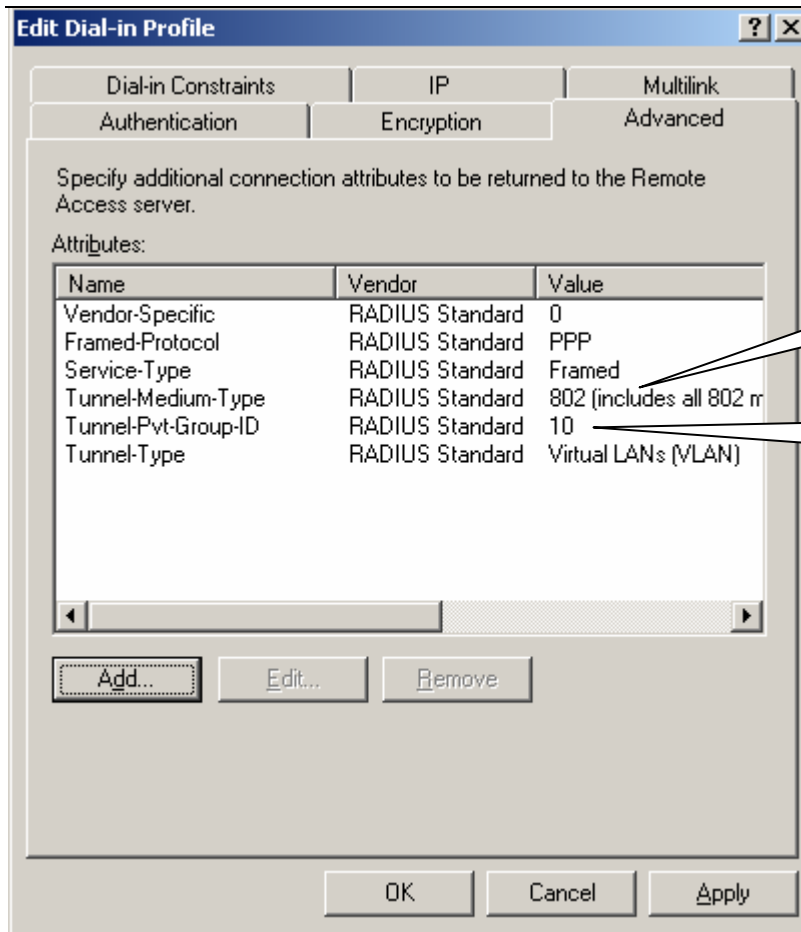 Edit Dial-in Profile
Dial-in Constraints IP Multilink
Authentication Encryption Advanced
Specify additional connection attributes to be returned to the Remote
Access server.
Attributes:
Name Vendor Value
Vendor-Specific RADIUS Standard 0
Framed-Protocol RADIUS Standard PPP
Service-Type RADIUS Standard Framed
Tunnel-Medium-Type RADIUS Standard 802 (includes all 802 m
Tunnel-Pvt-Group-ID RADIUS Standard 10
Tunnel-Type RADIUS Standard Virtual LANs (VLAN)
Add... Edit... Remove
OK Cancel Apply